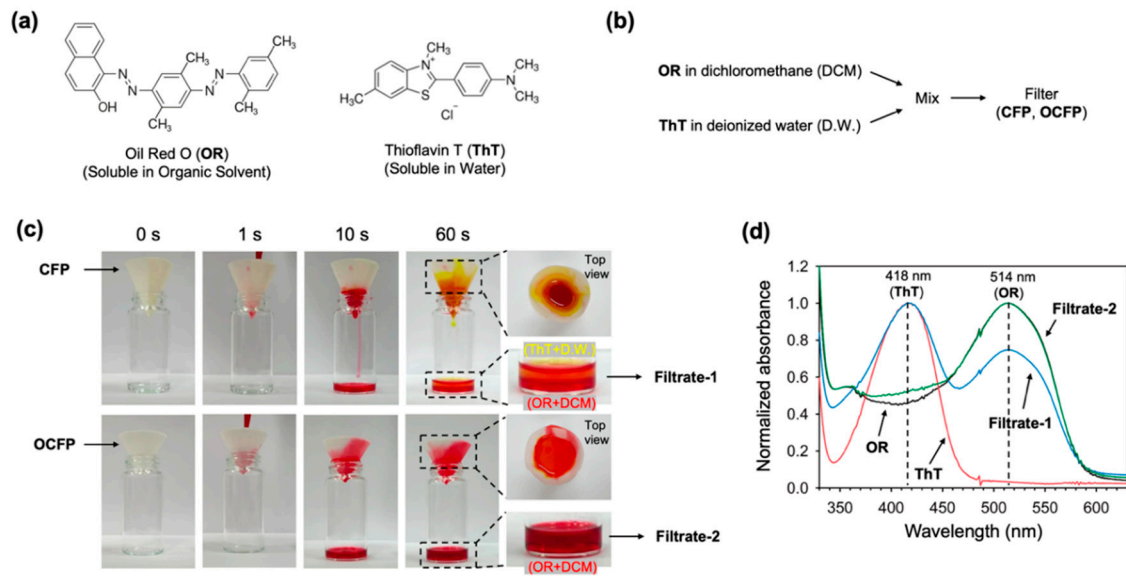 (a)
CH₃
CH₃
N
N
N
N
OH
CH₃
CH₃
Oil Red O (OR)
(Soluble in Organic Solvent)
CH₃
N⁺
CH₃
N
CH₃
H₃C
S
Cl⁻
Thioflavin T (ThT)
(Soluble in Water)
(b)
OR in dichloromethane (DCM)
ThT in deionized water (D.W.)
Mix
Filter
(CFP, OCFP)
(c)
0 s 1 s 10 s 60 s
CFP
Top
view
(ThT+D.W.)
Filtrate-1
(OR+DCM)
OCFP
Top
view
Filtrate-2
(OR+DCM)
(d)
Normalized absorbance
1.2
1.0
0.8
0.6
0.4
0.2
0.0
418 nm
(ThT)
514 nm
(OR)
Filtrate-2
Filtrate-1
OR
ThT
350 400 450 500 550 600
Wavelength (nm)